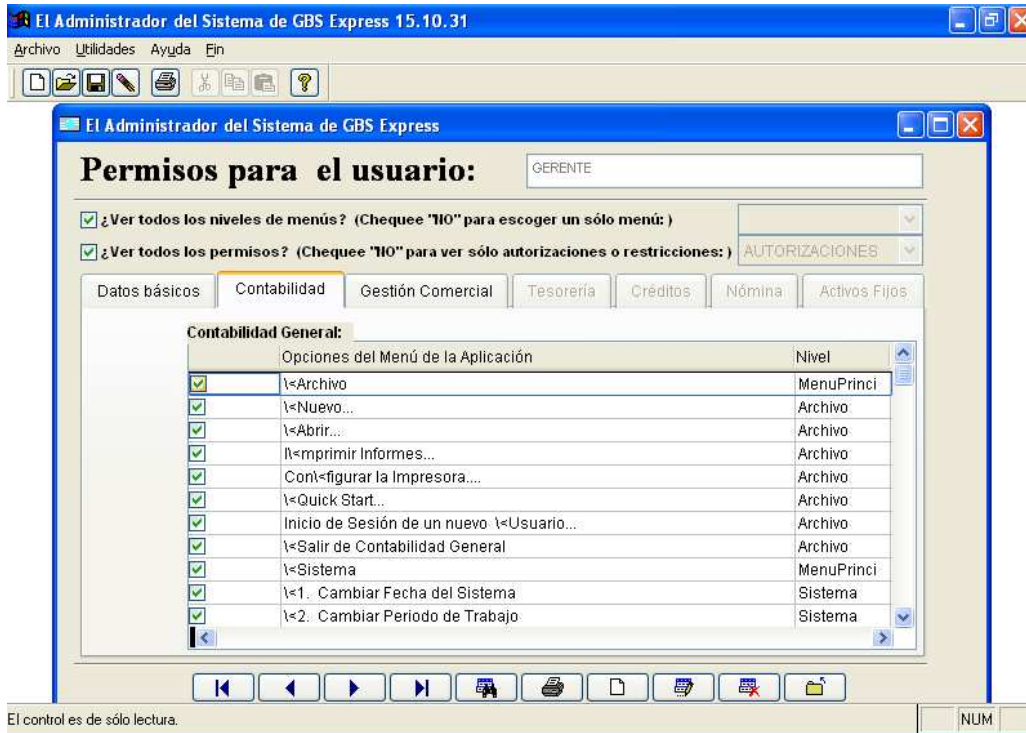 El Administrador del Sistema de GBS Express 15.10.31
Archivo Utilidades Ayuda Fin
El Administrador del Sistema de GBS Express
Permisos para el usuario: GERENTE
¿Ver todos los niveles de menús? (Chequee "NO" para escoger un sólo menú: )
¿Ver todos los permisos? (Chequee "NO" para ver sólo autorizaciones o restricciones: ) AUTORIZACIONES
Datos básicos Contabilidad Gestión Comercial Tesorería Créditos Nómina Activos Fijos
Contabilidad General:
Opciones del Menú de la Aplicación Nivel
\<Archivo MenuPrinci
\<Nuevo... Archivo
\<Abrir... Archivo
I\<mprimir Informes... Archivo
Con\<figurar la Impresora.... Archivo
\<Quick Start... Archivo
Inicio de Sesión de un nuevo \<Usuario... Archivo
\<Salir de Contabilidad General Archivo
\<Sistema MenuPrinci
\<1. Cambiar Fecha del Sistema Sistema
\<2. Cambiar Periodo de Trabajo Sistema
El control es de sólo lectura. NUM